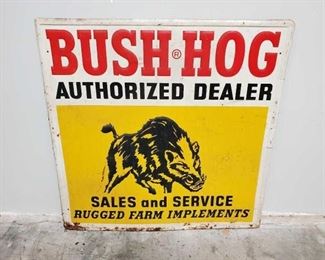 BUSH®HOG
AUTHORIZED DEALER
SALES and SERVICE
RUGGED FARM IMPLEMENTS